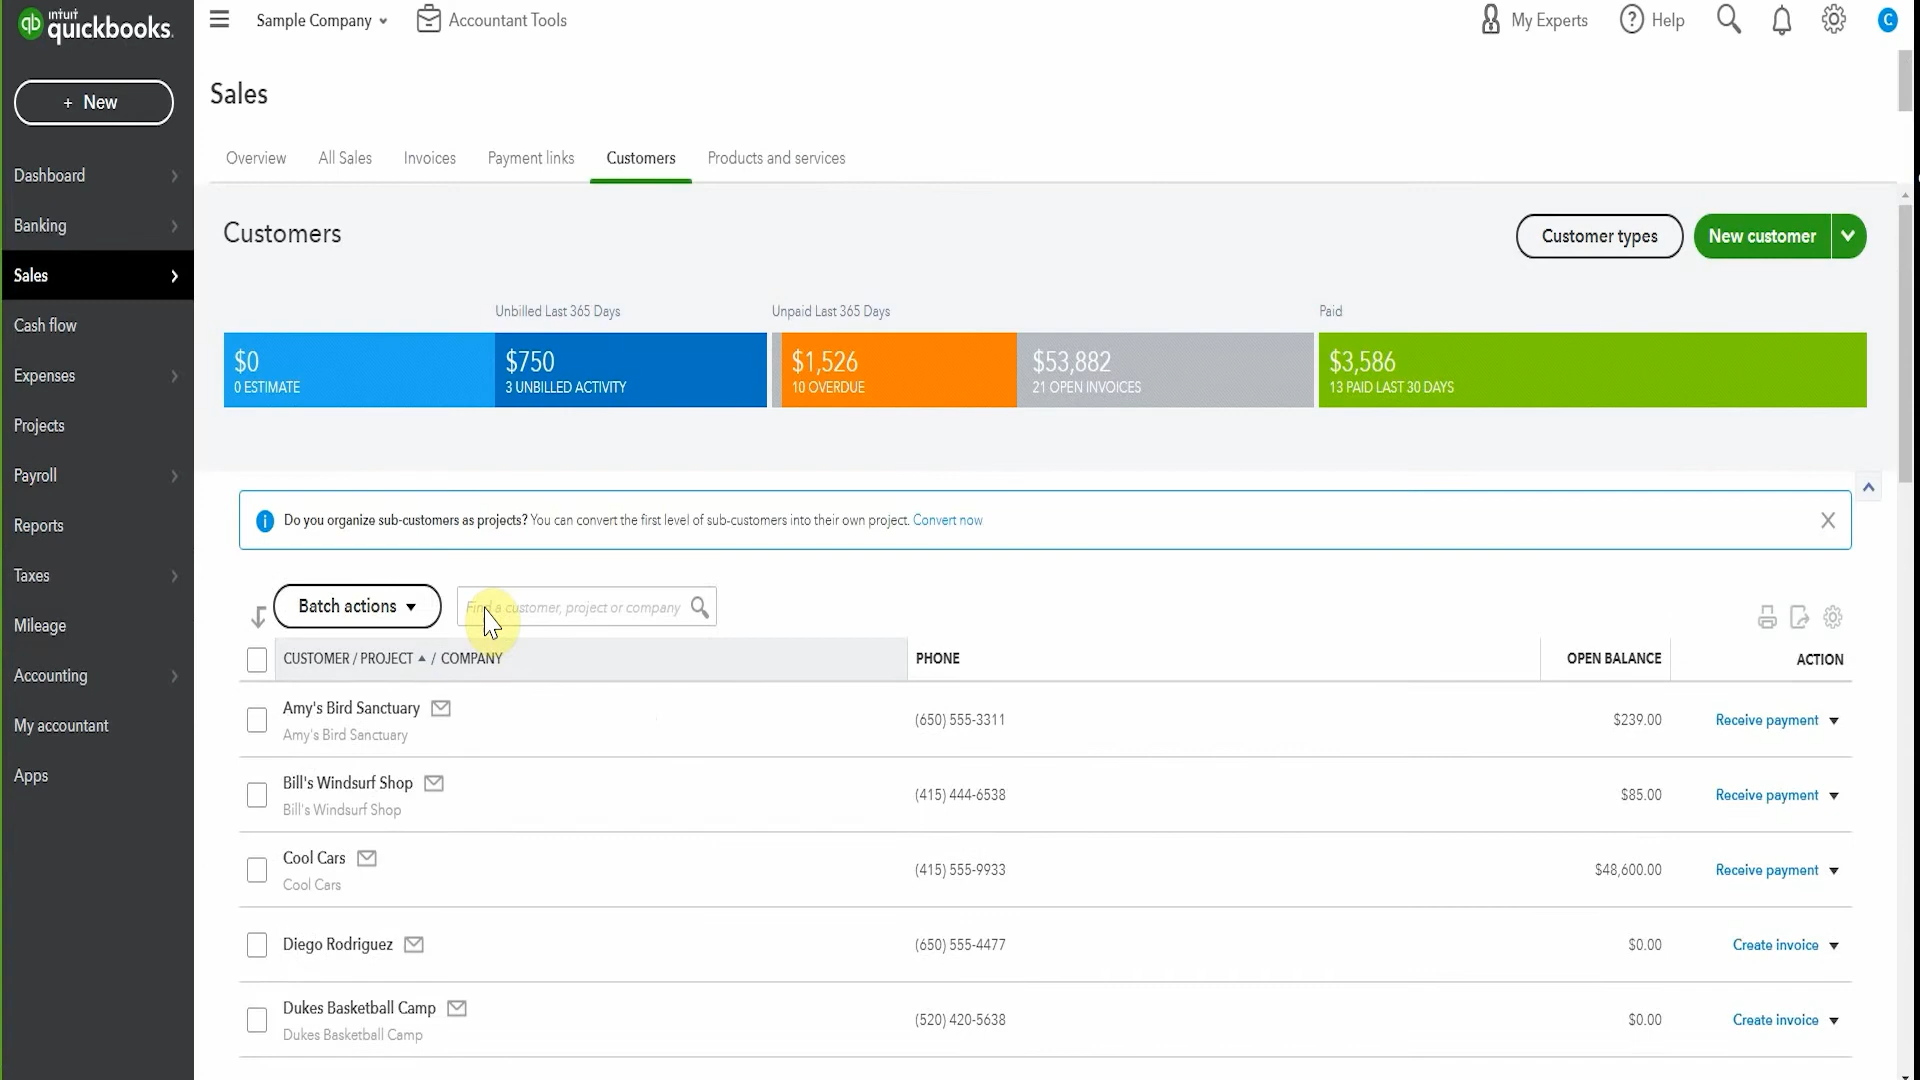 INTUIT
qb quickbooks.
Sample Company
Accountant Tools
My Experts
Help
C
+ New
Sales
Overview
All Sales
Invoices
Payment links
Customers
Products and services
Dashboard
Banking
Sales
Cash flow
Expenses
Projects
Payroll
Reports
Taxes
Mileage
Accounting
My accountant
Apps
Customers
Customer types
New customer
Unbilled Last 365 Days
Unpaid Last 365 Days
Paid
$0
0 ESTIMATE
$750
3 UNBILLED ACTIVITY
$1,526
10 OVERDUE
$53,882
21 OPEN INVOICES
$3,586
13 PAID LAST 30 DAYS
Do you organize sub-customers as projects? You can convert the first level of sub-customers into their own project. Convert now
Batch actions
Find a customer, project or company
CUSTOMER / PROJECT / COMPANY
PHONE
OPEN BALANCE
ACTION
Amy's Bird Sanctuary
Amy's Bird Sanctuary
(650) 555-3311
$239.00
Receive payment
Bill's Windsurf Shop
Bill's Windsurf Shop
(415) 444-6538
$85.00
Receive payment
Cool Cars
Cool Cars
(415) 555-9933
$48,600.00
Receive payment
Diego Rodriguez
(650) 555-4477
$0.00
Create invoice
Dukes Basketball Camp
Dukes Basketball Camp
(520) 420-5638
$0.00
Create invoice